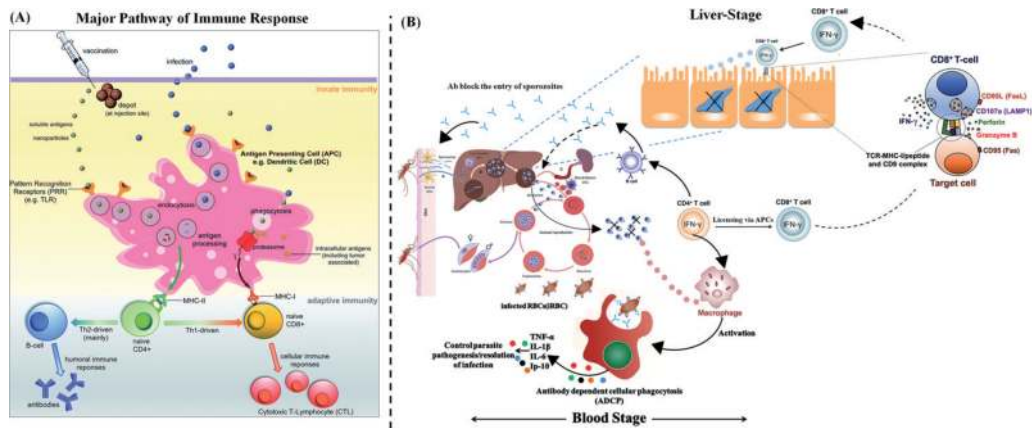 (A)
Major Pathway of Immune Response
vaccination
infection
innate immunity
depot
(at injection site)
soluble antigens
nanoparticles
Antigen Presenting Cell (APC)
e.g. Dendritic Cell (DC)
Pattern Recognition
Receptors (PRR)
(e.g. TLR)
endocytosis
phagocytosis
antigen
processing
proteasome
intracellular antigens
(including tumor
associated)
MHC-II
MHC-I
adaptive immunity
B-cell
Th2-driven
(mainly)
naive
CD4+
Th1-driven
naive
CD8+
humoral immune
reponses
antibodies
cellular immune
reponses
Cytotoxic T-Lymphocyte (CTL)
(B)
Liver-Stage
CD8⁺ T cell
IFN-γ
CD8⁺ T cell
IFN-γ
Ab block the entry of sporozoites
CD8⁺ T-cell
CD95L (FasL)
CD107a (LAMP1)
IFN-γ
Perforin
Granzyme B
CD95 (Fas)
TCR-MHC-I/peptide
and CD8 complex
Target cell
B cell
CD4⁺ T cell
IFN-γ
Licensing via APCs
CD8⁺ T cell
IFN-γ
infected RBCs(iRBC)
Macrophage
Activation
TNF-α
IL-1β
IL-6
Ip-10
Control parasite
pathogenesis/resolution
of infection
Antibody dependent cellular phagocytosis
(ADCP)
Blood Stage